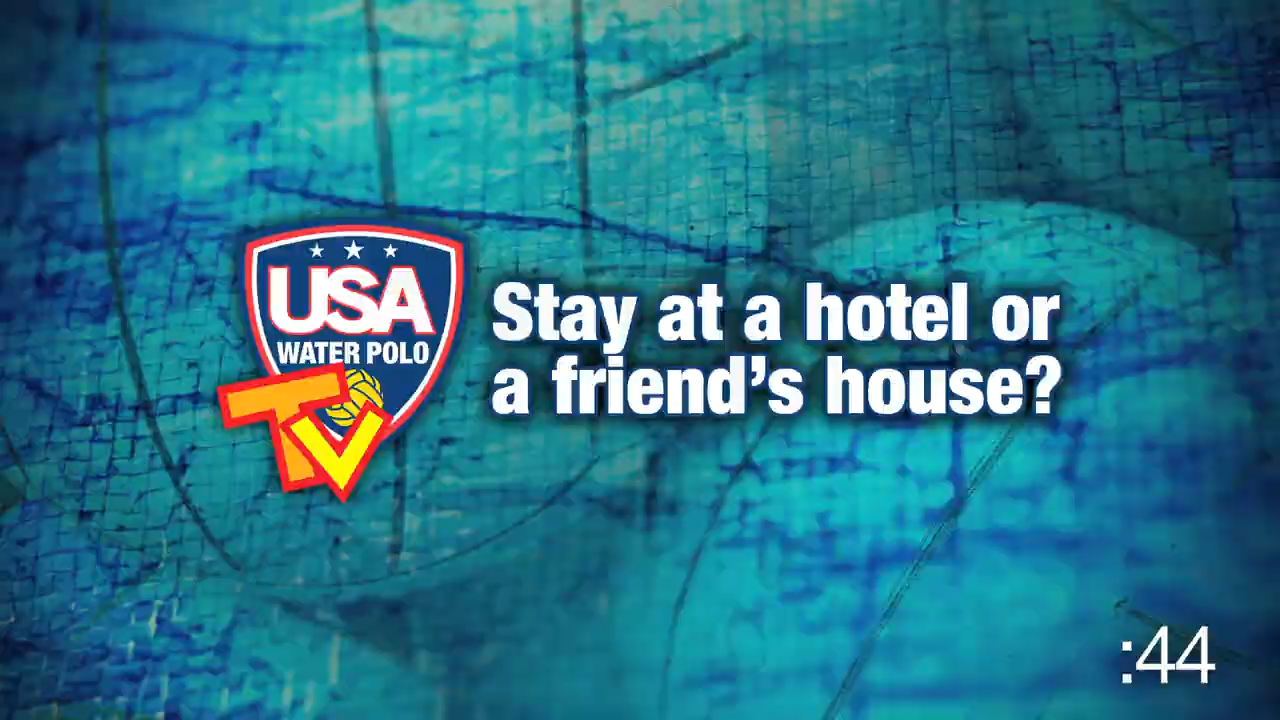 USA
WATER POLO
TV
Stay at a hotel or
a friend's house?
:44